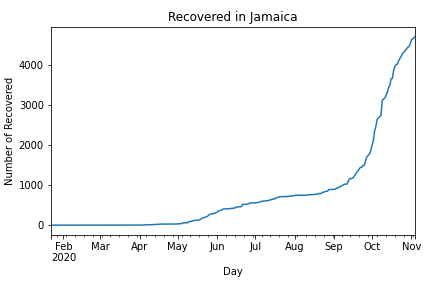 Recovered in Jamaica
Number of Recovered
4000
3000
2000
1000
0
Feb Mar Apr May Jun Jul Aug Sep Oct Nov
2020
Day